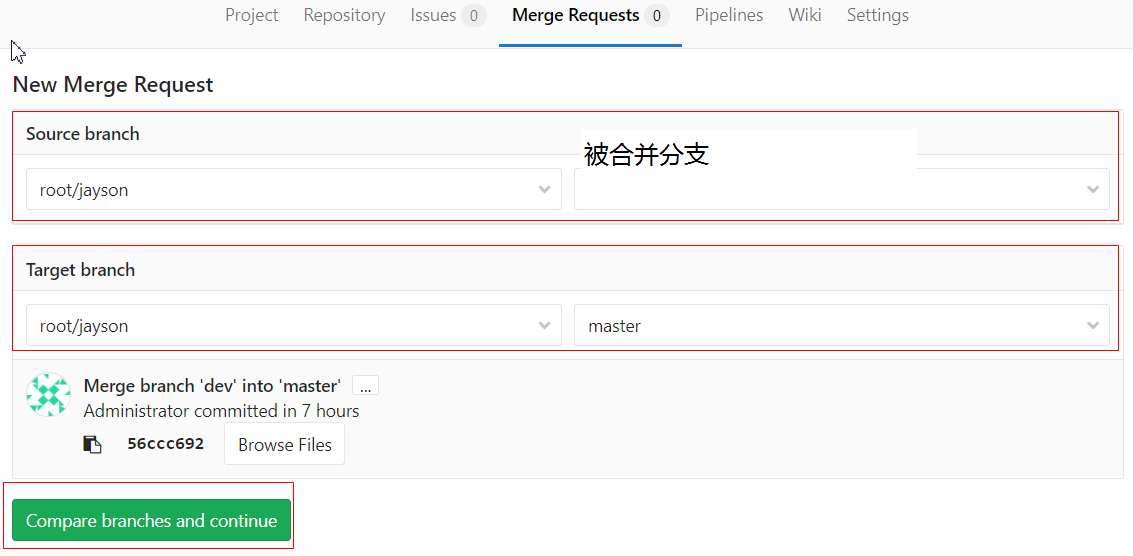 Project Repository Issues 0 Merge Requests 0 Pipelines Wiki Settings
New Merge Request
Source branch
被合并分支
root/jayson
Target branch
root/jayson master
Merge branch 'dev' into 'master' ...
Administrator committed in 7 hours
56ccc692 Browse Files
Compare branches and continue